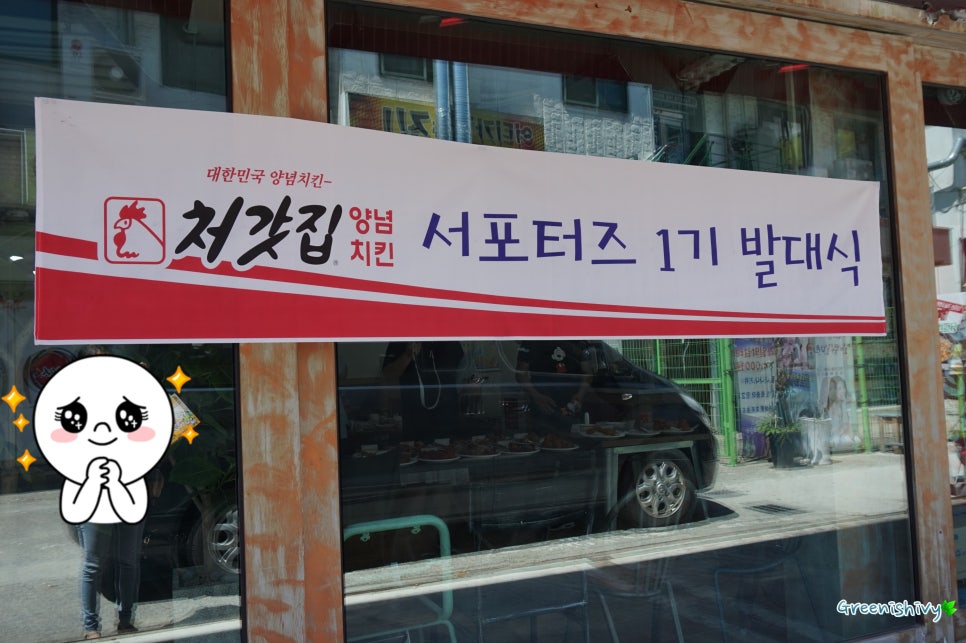 대한민국 양념치킨-
처갓집 양념
치킨
서포터즈 1기 발대식
Greenishivy